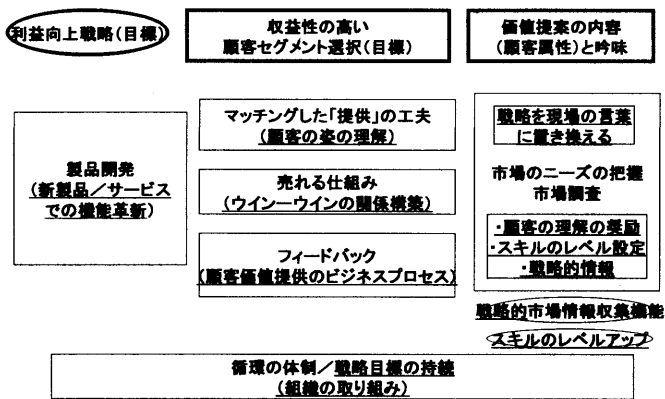 利益向上戦略(目標)
収益性の高い
顧客セグメント選択(目標)
価値提案の内容
(顧客属性)と吟味
製品開発
(新製品/サービス
での機能革新)
マッチングした「提供」の工夫
(顧客の姿の理解)
売れる仕組み
(ウイン−ウインの関係構築)
フィードバック
(顧客価値提供のビジネスプロセス)
戦略を現場の言葉
に置き換える
市場のニーズの把握
市場調査
・顧客の理解の奨励
・スキルのレベル設定
・戦略的情報
戦略的市場情報収集機能
スキルのレベルアップ
循環の体制/戦略目標の持続
(組織の取り組み)